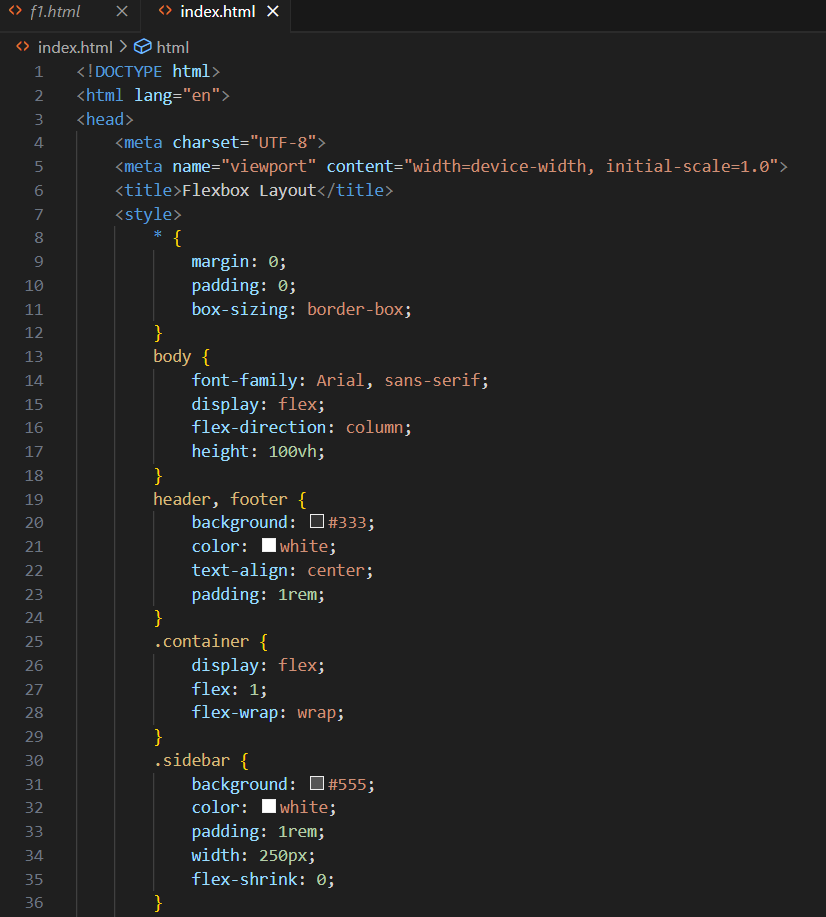 f1.html
index.html
index.html > html
1 <!DOCTYPE html>
2 <html lang="en">
3 <head>
4     <meta charset="UTF-8">
5     <meta name="viewport" content="width=device-width, initial-scale=1.0">
6     <title>Flexbox Layout</title>
7     <style>
8         * {
9             margin: 0;
10             padding: 0;
11             box-sizing: border-box;
12         }
13         body {
14             font-family: Arial, sans-serif;
15             display: flex;
16             flex-direction: column;
17             height: 100vh;
18         }
19         header, footer {
20             background: #333;
21             color: white;
22             text-align: center;
23             padding: 1rem;
24         }
25         .container {
26             display: flex;
27             flex: 1;
28             flex-wrap: wrap;
29         }
30         .sidebar {
31             background: #555;
32             color: white;
33             padding: 1rem;
34             width: 250px;
35             flex-shrink: 0;
36         }